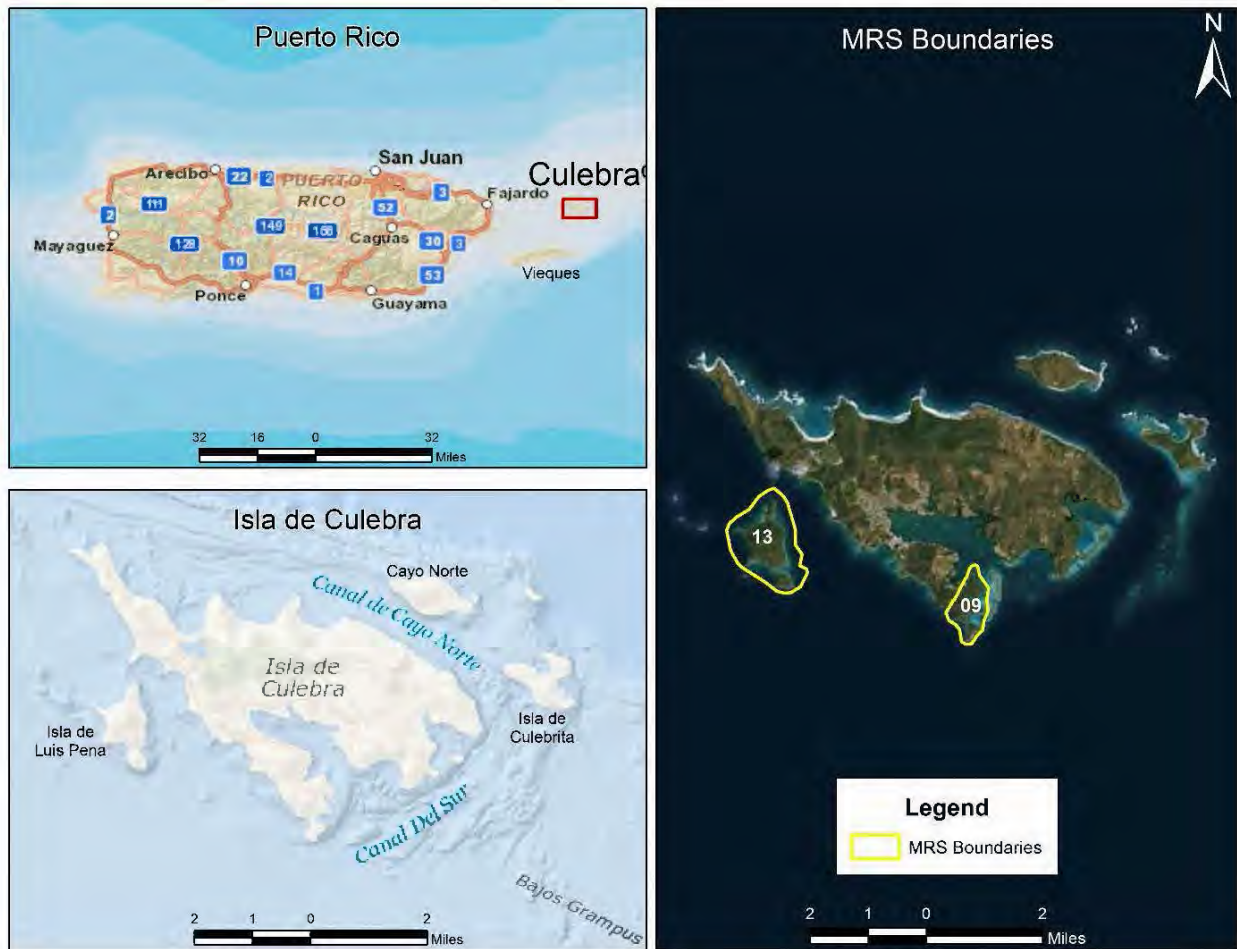 Puerto Rico
San Juan
Arecibo
22
2
PUERTO
RICO
Culebra
3
Fajardo
111
52
2
149
156
Caguas
30
3
Mayaguez
128
10
14
53
Vieques
Ponce
1
Guayama
32 16 0 32
Miles
Isla de Culebra
Cayo Norte
Canal de Cayo Norte
Isla de
Culebra
Isla de
Luis Pena
Isla de
Culebrita
Canal Del Sur
Bajos Grampus
2 1 0 2
Miles
MRS Boundaries
N
13
09
Legend
MRS Boundaries
2 1 0 2
Miles